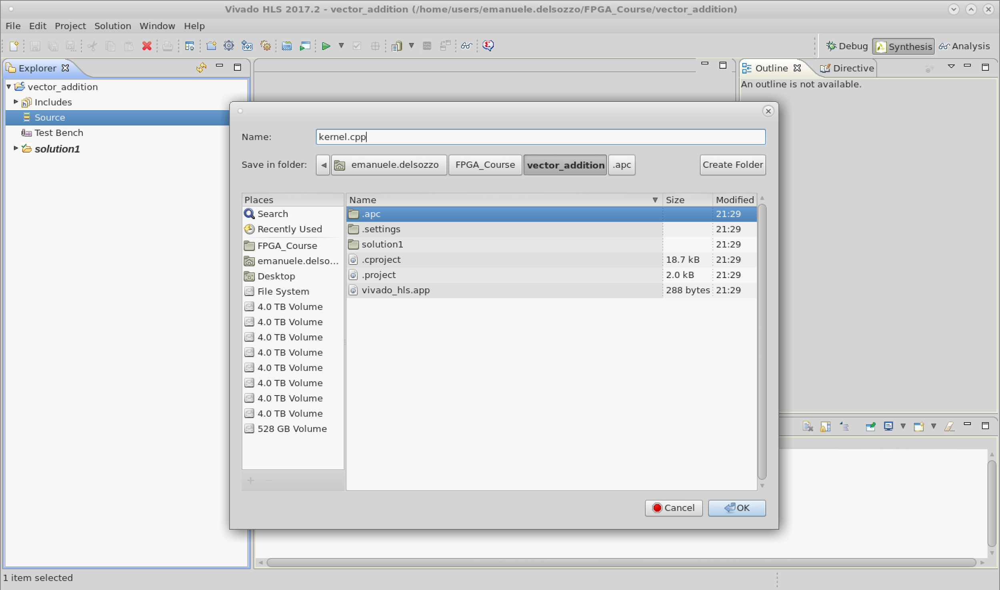 Vivado HLS 2017.2 - vector_addition (/home/users/emanuele.delsozzo/FPGA_Course/vector_addition)
File Edit Project Solution Window Help
Debug Synthesis Analysis
Explorer
Outline Directive
vector_addition
An outline is not available.
Includes
Source
Test Bench
solution1
Name: kernel.cpp
Save in folder: emanuele.delsozzo FPGA_Course vector_addition .apc Create Folder
Places Name Size Modified
Search .apc 21:29
Recently Used .settings 21:29
FPGA_Course solution1 21:29
emanuele.delso... .cproject 18.7 kB 21:29
Desktop .project 2.0 kB 21:29
File System vivado_hls.app 288 bytes 21:29
4.0 TB Volume
4.0 TB Volume
4.0 TB Volume
4.0 TB Volume
4.0 TB Volume
4.0 TB Volume
4.0 TB Volume
4.0 TB Volume
528 GB Volume
Cancel OK
1 item selected